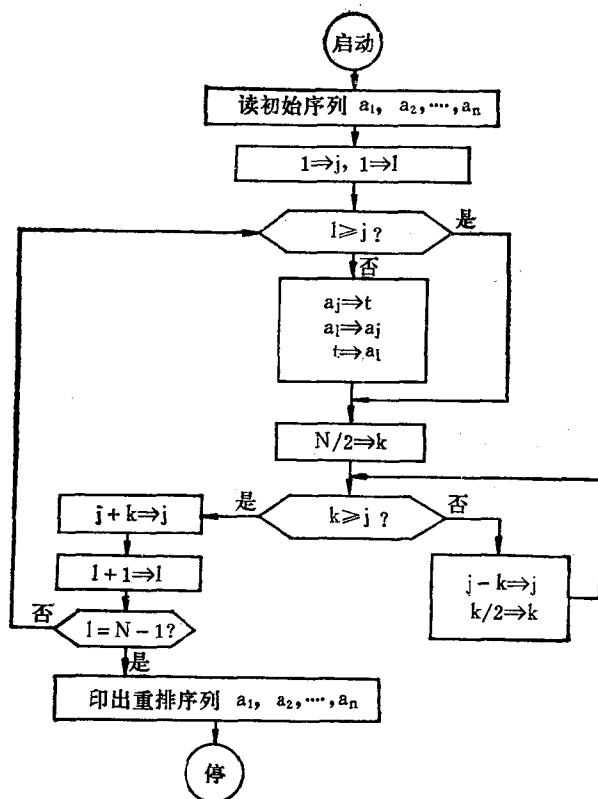 启动
读初始序列 a₁, a₂,····,aₙ
1⇒j, 1⇒l
l⩾j?
是
否
aⱼ⇒t
aₗ⇒aⱼ
t⇒aₗ
N/2⇒k
k⩾j?
是
否
j+k⇒j
j-k⇒j
k/2⇒k
l+1⇒l
l=N-1?
否
是
印出重排序列 a₁, a₂,····,aₙ
停